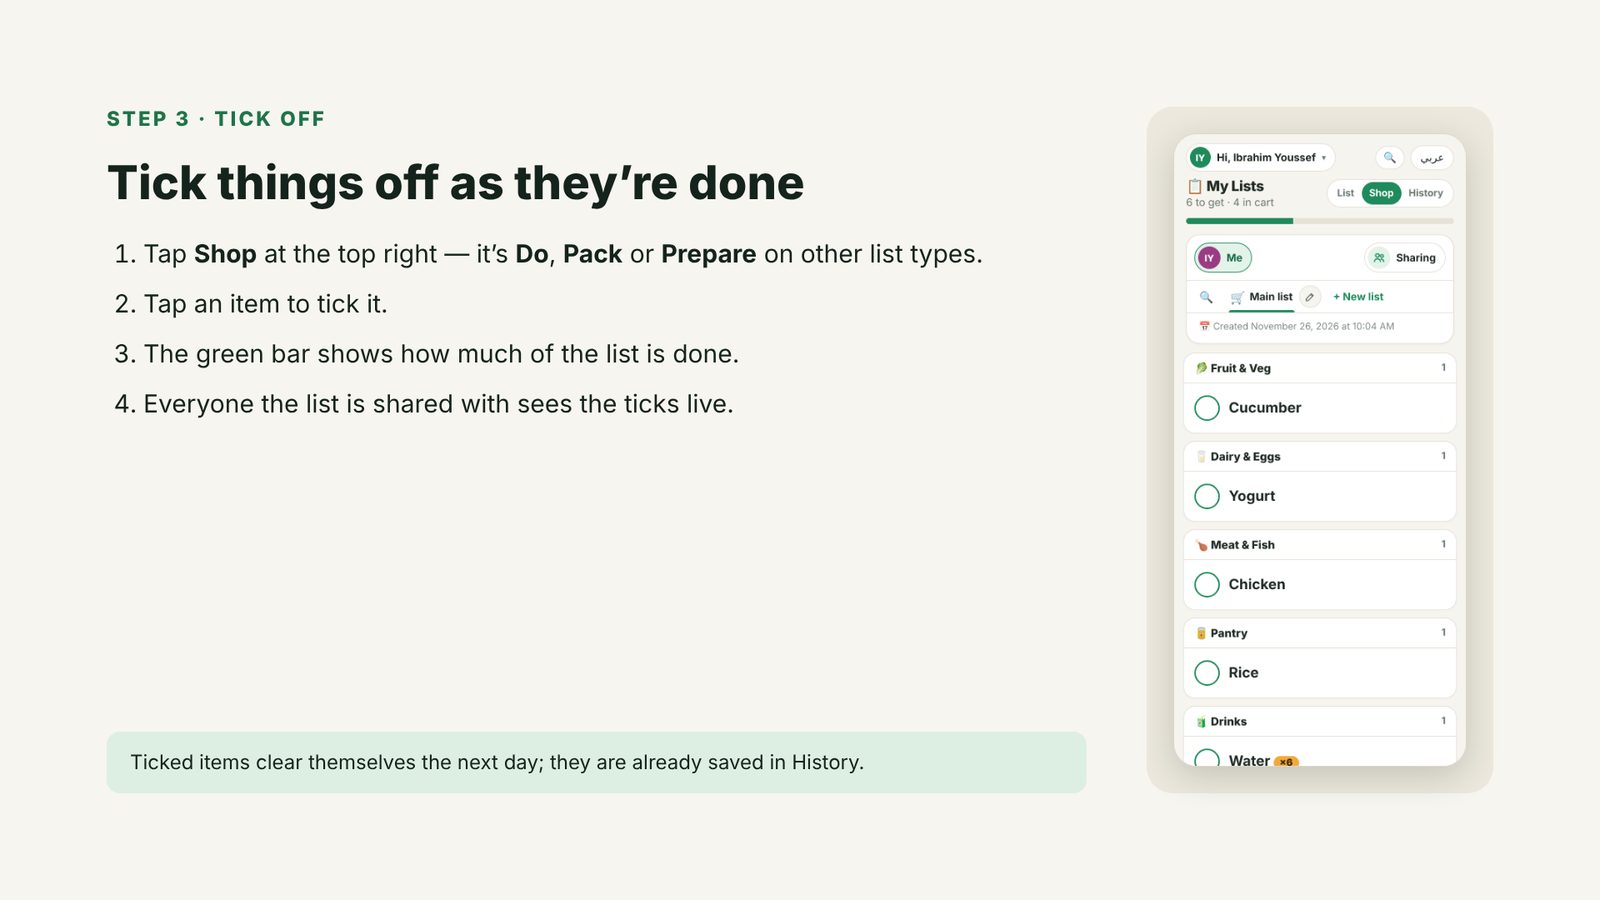 STEP 3 · TICK OFF
Tick things off as they’re done
1. Tap Shop at the top right — it’s Do, Pack or Prepare on other list types.
2. Tap an item to tick it.
3. The green bar shows how much of the list is done.
4. Everyone the list is shared with sees the ticks live.
Ticked items clear themselves the next day; they are already saved in History.
IY Hi, Ibrahim Youssef عربي
My Lists
6 to get · 4 in cart
List Shop History
IY Me Sharing
Main list + New list
Created November 26, 2026 at 10:04 AM
Fruit & Veg 1
Cucumber
Dairy & Eggs 1
Yogurt
Meat & Fish 1
Chicken
Pantry 1
Rice
Drinks 1
Water ×6